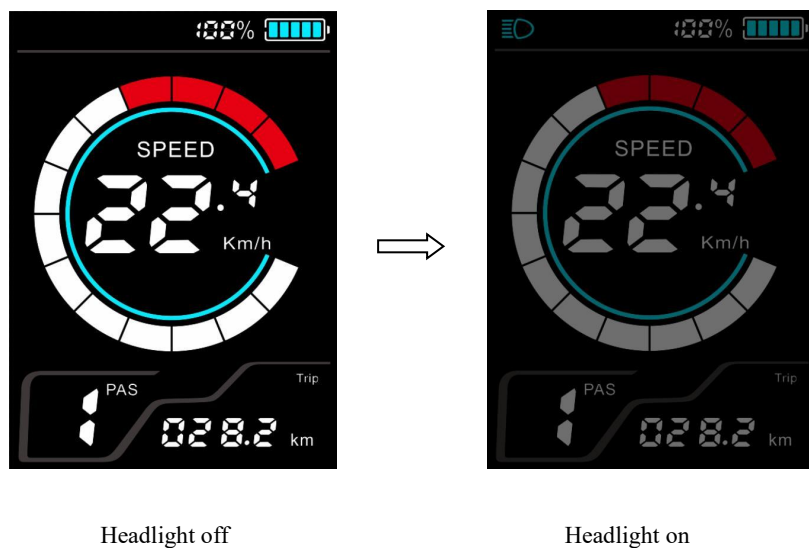 100%
SPEED
22.4
Km/h
PAS
1
Trip
028.2 km
100%
SPEED
22.4
Km/h
PAS
1
Trip
028.2 km
Headlight off
Headlight on